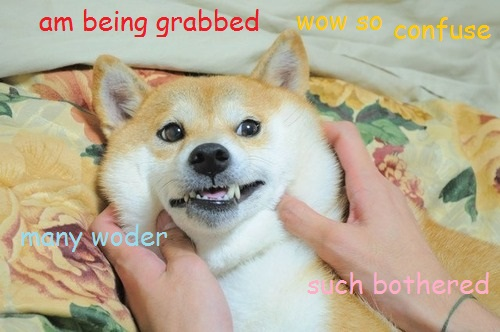 am being grabbed
wow so
confuse
many woder
such bothered